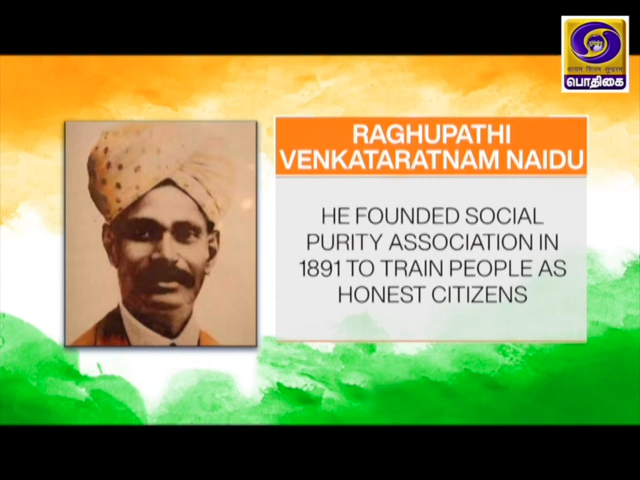 பொதிகை
RAGHUPATHI
VENKATARATNAM NAIDU
HE FOUNDED SOCIAL
PURITY ASSOCIATION IN
1891 TO TRAIN PEOPLE AS
HONEST CITIZENS